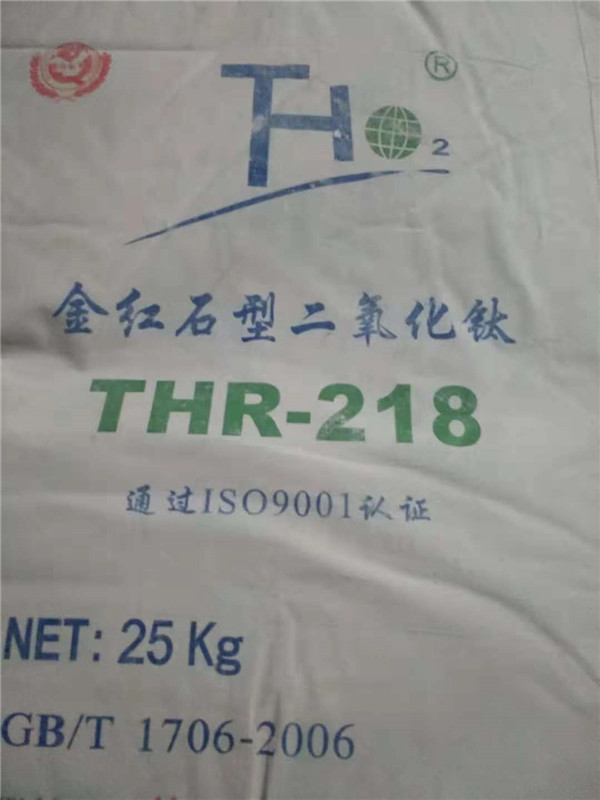 THO2®
金红石型二氧化钛
THR-218
通过ISO9001认证
NET: 25 Kg
GB/T 1706-2006